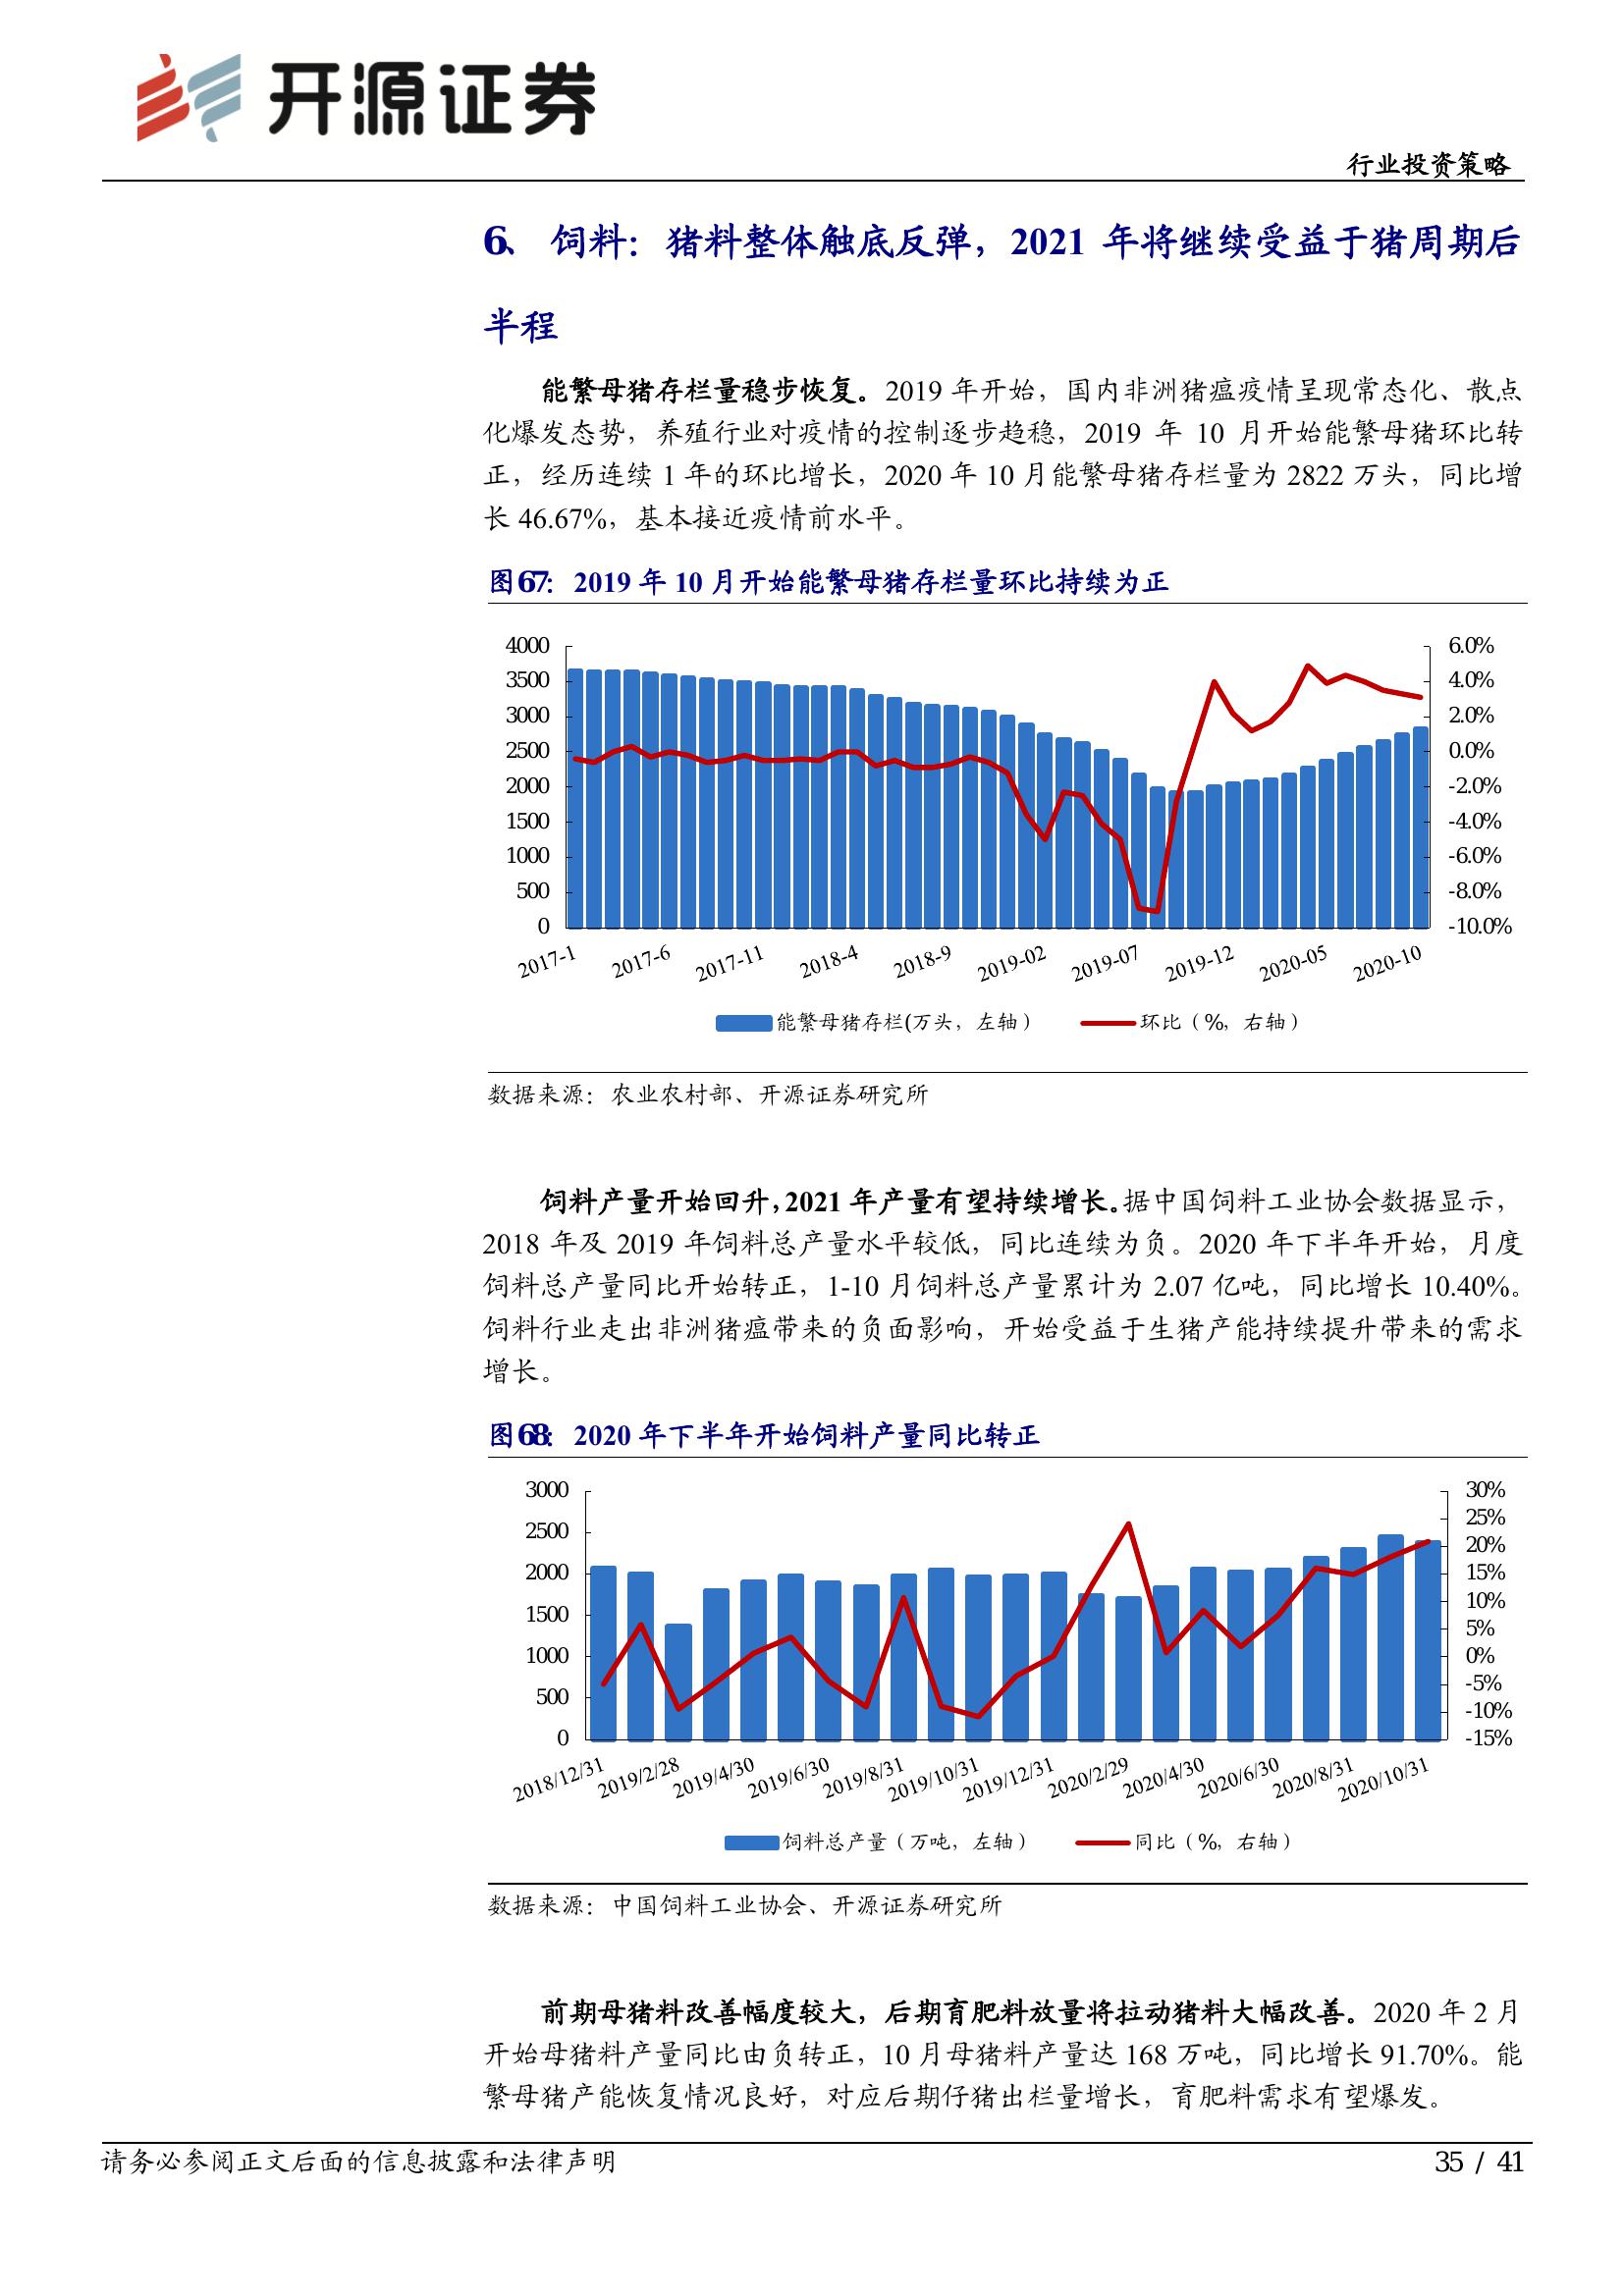 开源证券
行业投资策略
6、 饲料：猪料整体触底反弹，2021 年将继续受益于猪周期后
半程
能繁母猪存栏量稳步恢复。2019 年开始，国内非洲猪瘟疫情呈现常态化、散点
化爆发态势，养殖行业对疫情的控制逐步趋稳，2019 年 10 月开始能繁母猪环比转
正，经历连续 1 年的环比增长，2020 年 10 月能繁母猪存栏量为 2822 万头，同比增
长 46.67%，基本接近疫情前水平。
图67：2019 年 10 月开始能繁母猪存栏量环比持续为正
4000 6.0%
3500 4.0%
3000 2.0%
2500 0.0%
2000 -2.0%
1500 -4.0%
1000 -6.0%
500 -8.0%
0 -10.0%
2017-1 2017-6 2017-11 2018-4 2018-9 2019-02 2019-07 2019-12 2020-05 2020-10
能繁母猪存栏(万头，左轴） 环比（%，右轴）
数据来源：农业农村部、开源证券研究所
饲料产量开始回升，2021 年产量有望持续增长。据中国饲料工业协会数据显示，
2018 年及 2019 年饲料总产量水平较低，同比连续为负。2020 年下半年开始，月度
饲料总产量同比开始转正，1-10 月饲料总产量累计为 2.07 亿吨，同比增长 10.40%。
饲料行业走出非洲猪瘟带来的负面影响，开始受益于生猪产能持续提升带来的需求
增长。
图68：2020 年下半年开始饲料产量同比转正
3000 30%
25%
2500 20%
2000 15%
10%
1500 5%
1000 0%
-5%
500 -10%
0 -15%
2018/12/31 2019/2/28 2019/4/30 2019/6/30 2019/8/31 2019/10/31 2019/12/31 2020/2/29 2020/4/30 2020/6/30 2020/8/31 2020/10/31
饲料总产量（万吨，左轴） 同比（%，右轴）
数据来源：中国饲料工业协会、开源证券研究所
前期母猪料改善幅度较大，后期育肥料放量将拉动猪料大幅改善。2020 年 2 月
开始母猪料产量同比由负转正，10 月母猪料产量达 168 万吨，同比增长 91.70%。能
繁母猪产能恢复情况良好，对应后期仔猪出栏量增长，育肥料需求有望爆发。
请务必参阅正文后面的信息披露和法律声明 35 / 41